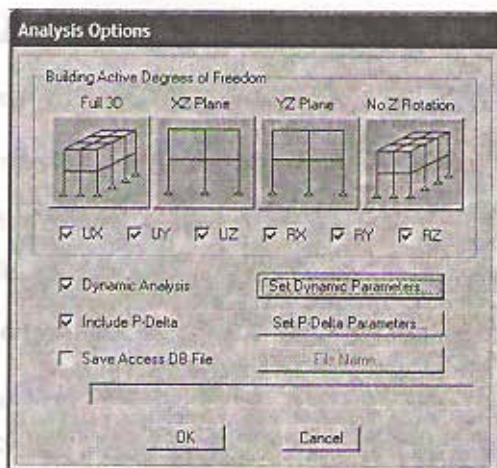 Analysis Options
Building Active Degrees of Freedom
Full 3D XZ Plane YZ Plane No Z Rotation
UX UY UZ RX RY RZ
Dynamic Analysis Set Dynamic Parameters...
Include P-Delta Set P-Delta Parameters...
Save Access DB File File Name...
OK Cancel